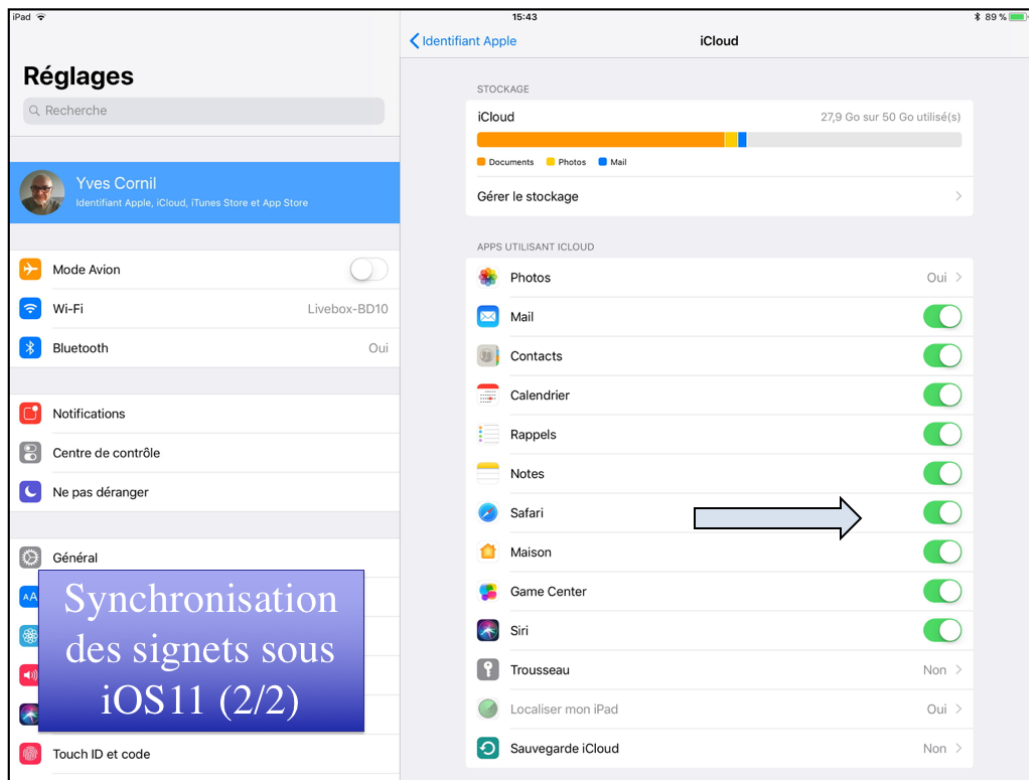 iPad
15:43
89 %
Identifiant Apple
iCloud
Réglages
Recherche
Yves Cornil
Identifiant Apple, iCloud, iTunes Store et App Store
Mode Avion
Wi-Fi
Livebox-BD10
Bluetooth
Oui
Notifications
Centre de contrôle
Ne pas déranger
Général
AA
Touch ID et code
Synchronisation
des signets sous
iOS11 (2/2)
STOCKAGE
iCloud
27,9 Go sur 50 Go utilisé(s)
Documents
Photos
Mail
Gérer le stockage
APPS UTILISANT ICLOUD
Photos
Oui
Mail
Contacts
Calendrier
Rappels
Notes
Safari
Maison
Game Center
Siri
Trousseau
Non
Localiser mon iPad
Oui
Sauvegarde iCloud
Non